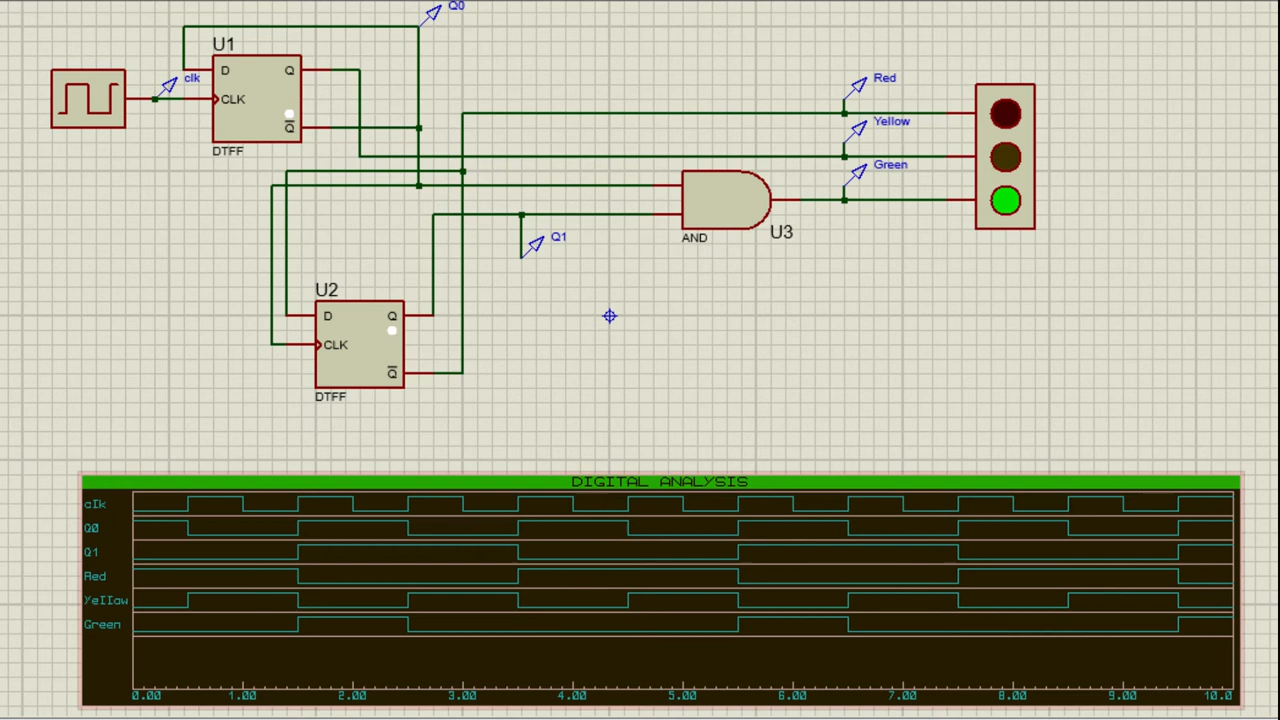 Q0
U1
D Q
clk
CLK
Q
DTFF
Red
Yellow
Green
AND
U3
Q1
U2
D Q
CLK
Q
DTFF
DIGITAL ANALYSIS
clk
Q0
Q1
Red
Yellow
Green
0.00 1.00 2.00 3.00 4.00 5.00 6.00 7.00 8.00 9.00 10.0